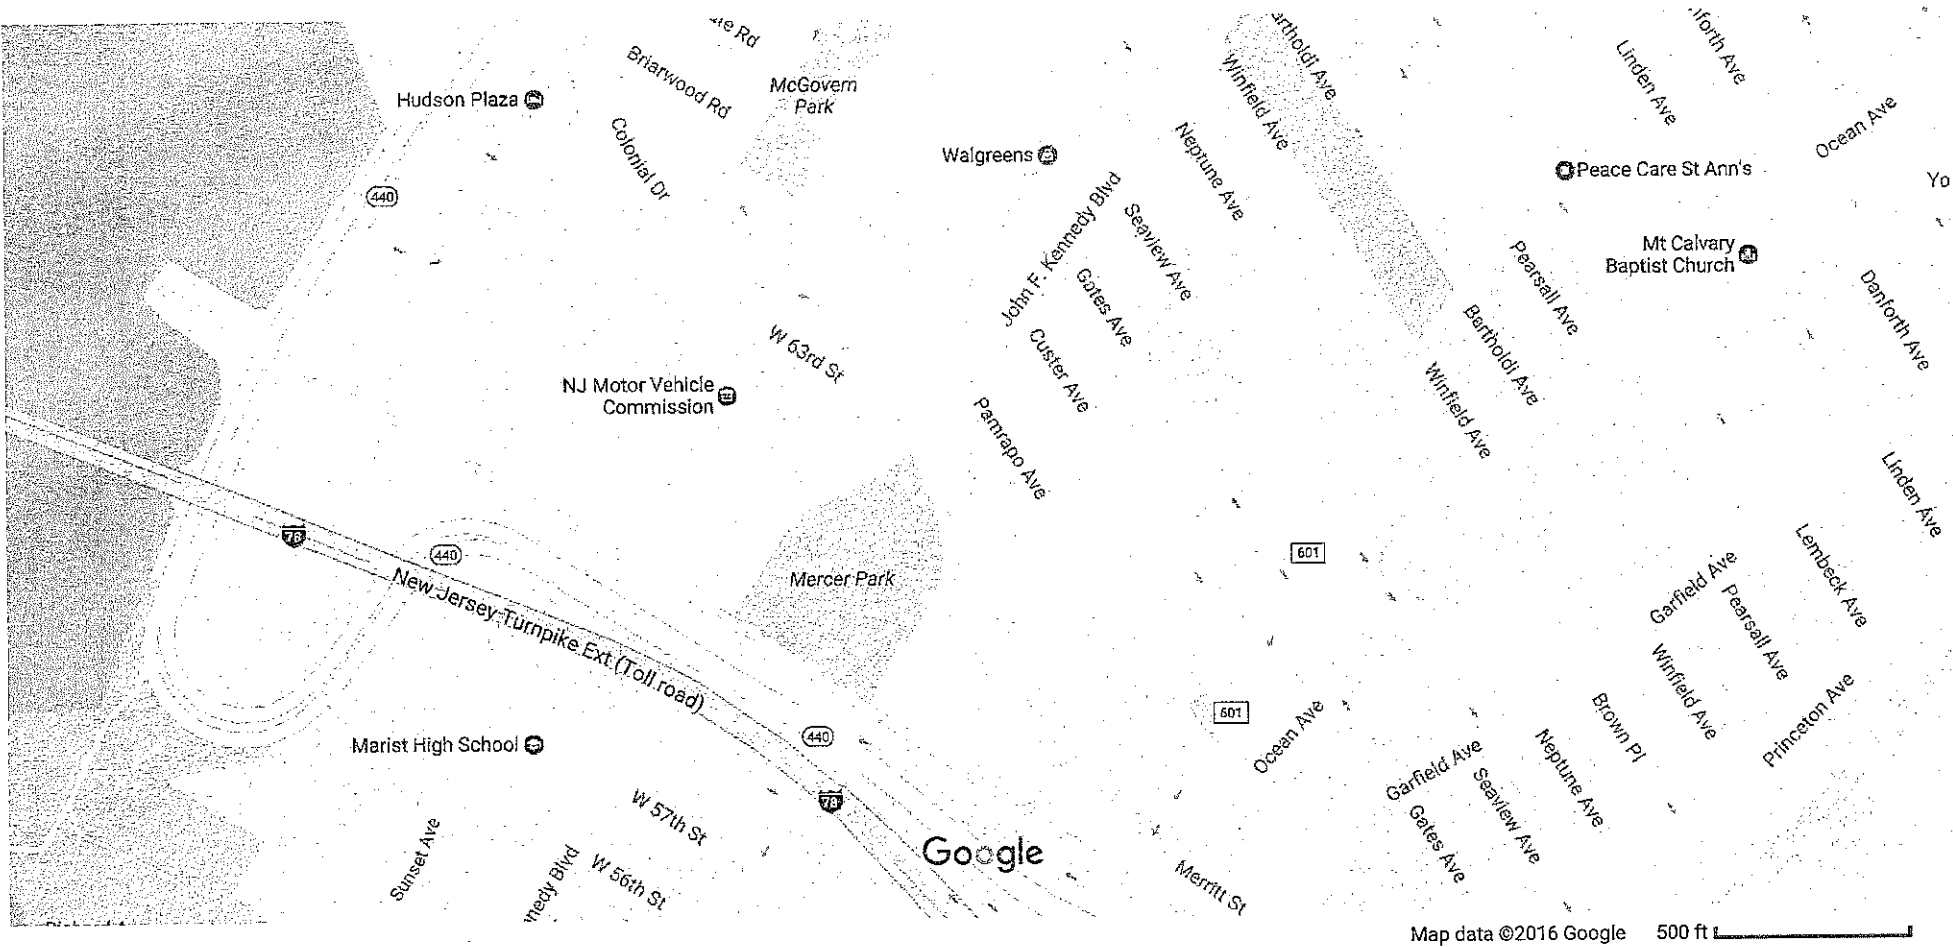 Briarwood Rd
McGovern
Park
Hudson Plaza
Colonial Dr
440
Walgreens
Winfield Ave
Neptune Ave
Linden Ave
Ocean Ave
Peace Care St Ann's
John F. Kennedy Blvd
Seaview Ave
Gates Ave
Custer Ave
Pamrapo Ave
Pearsall Ave
Mt Calvary
Baptist Church
Danforth Ave
Bartholdi Ave
Winfield Ave
W 63rd St
NJ Motor Vehicle
Commission
Linden Ave
78
440
New Jersey Turnpike Ext (Toll road)
Mercer Park
601
Garfield Ave
Pearsall Ave
Lembeck Ave
Winfield Ave
Brown Pl
Princeton Ave
601
Ocean Ave
Marist High School
440
Garfield Ave
Seaview Ave
Neptune Ave
Gates Ave
78
W 57th St
Sunset Ave
nedy Blvd
W 56th St
Google
Merritt St
Map data ©2016 Google 500 ft